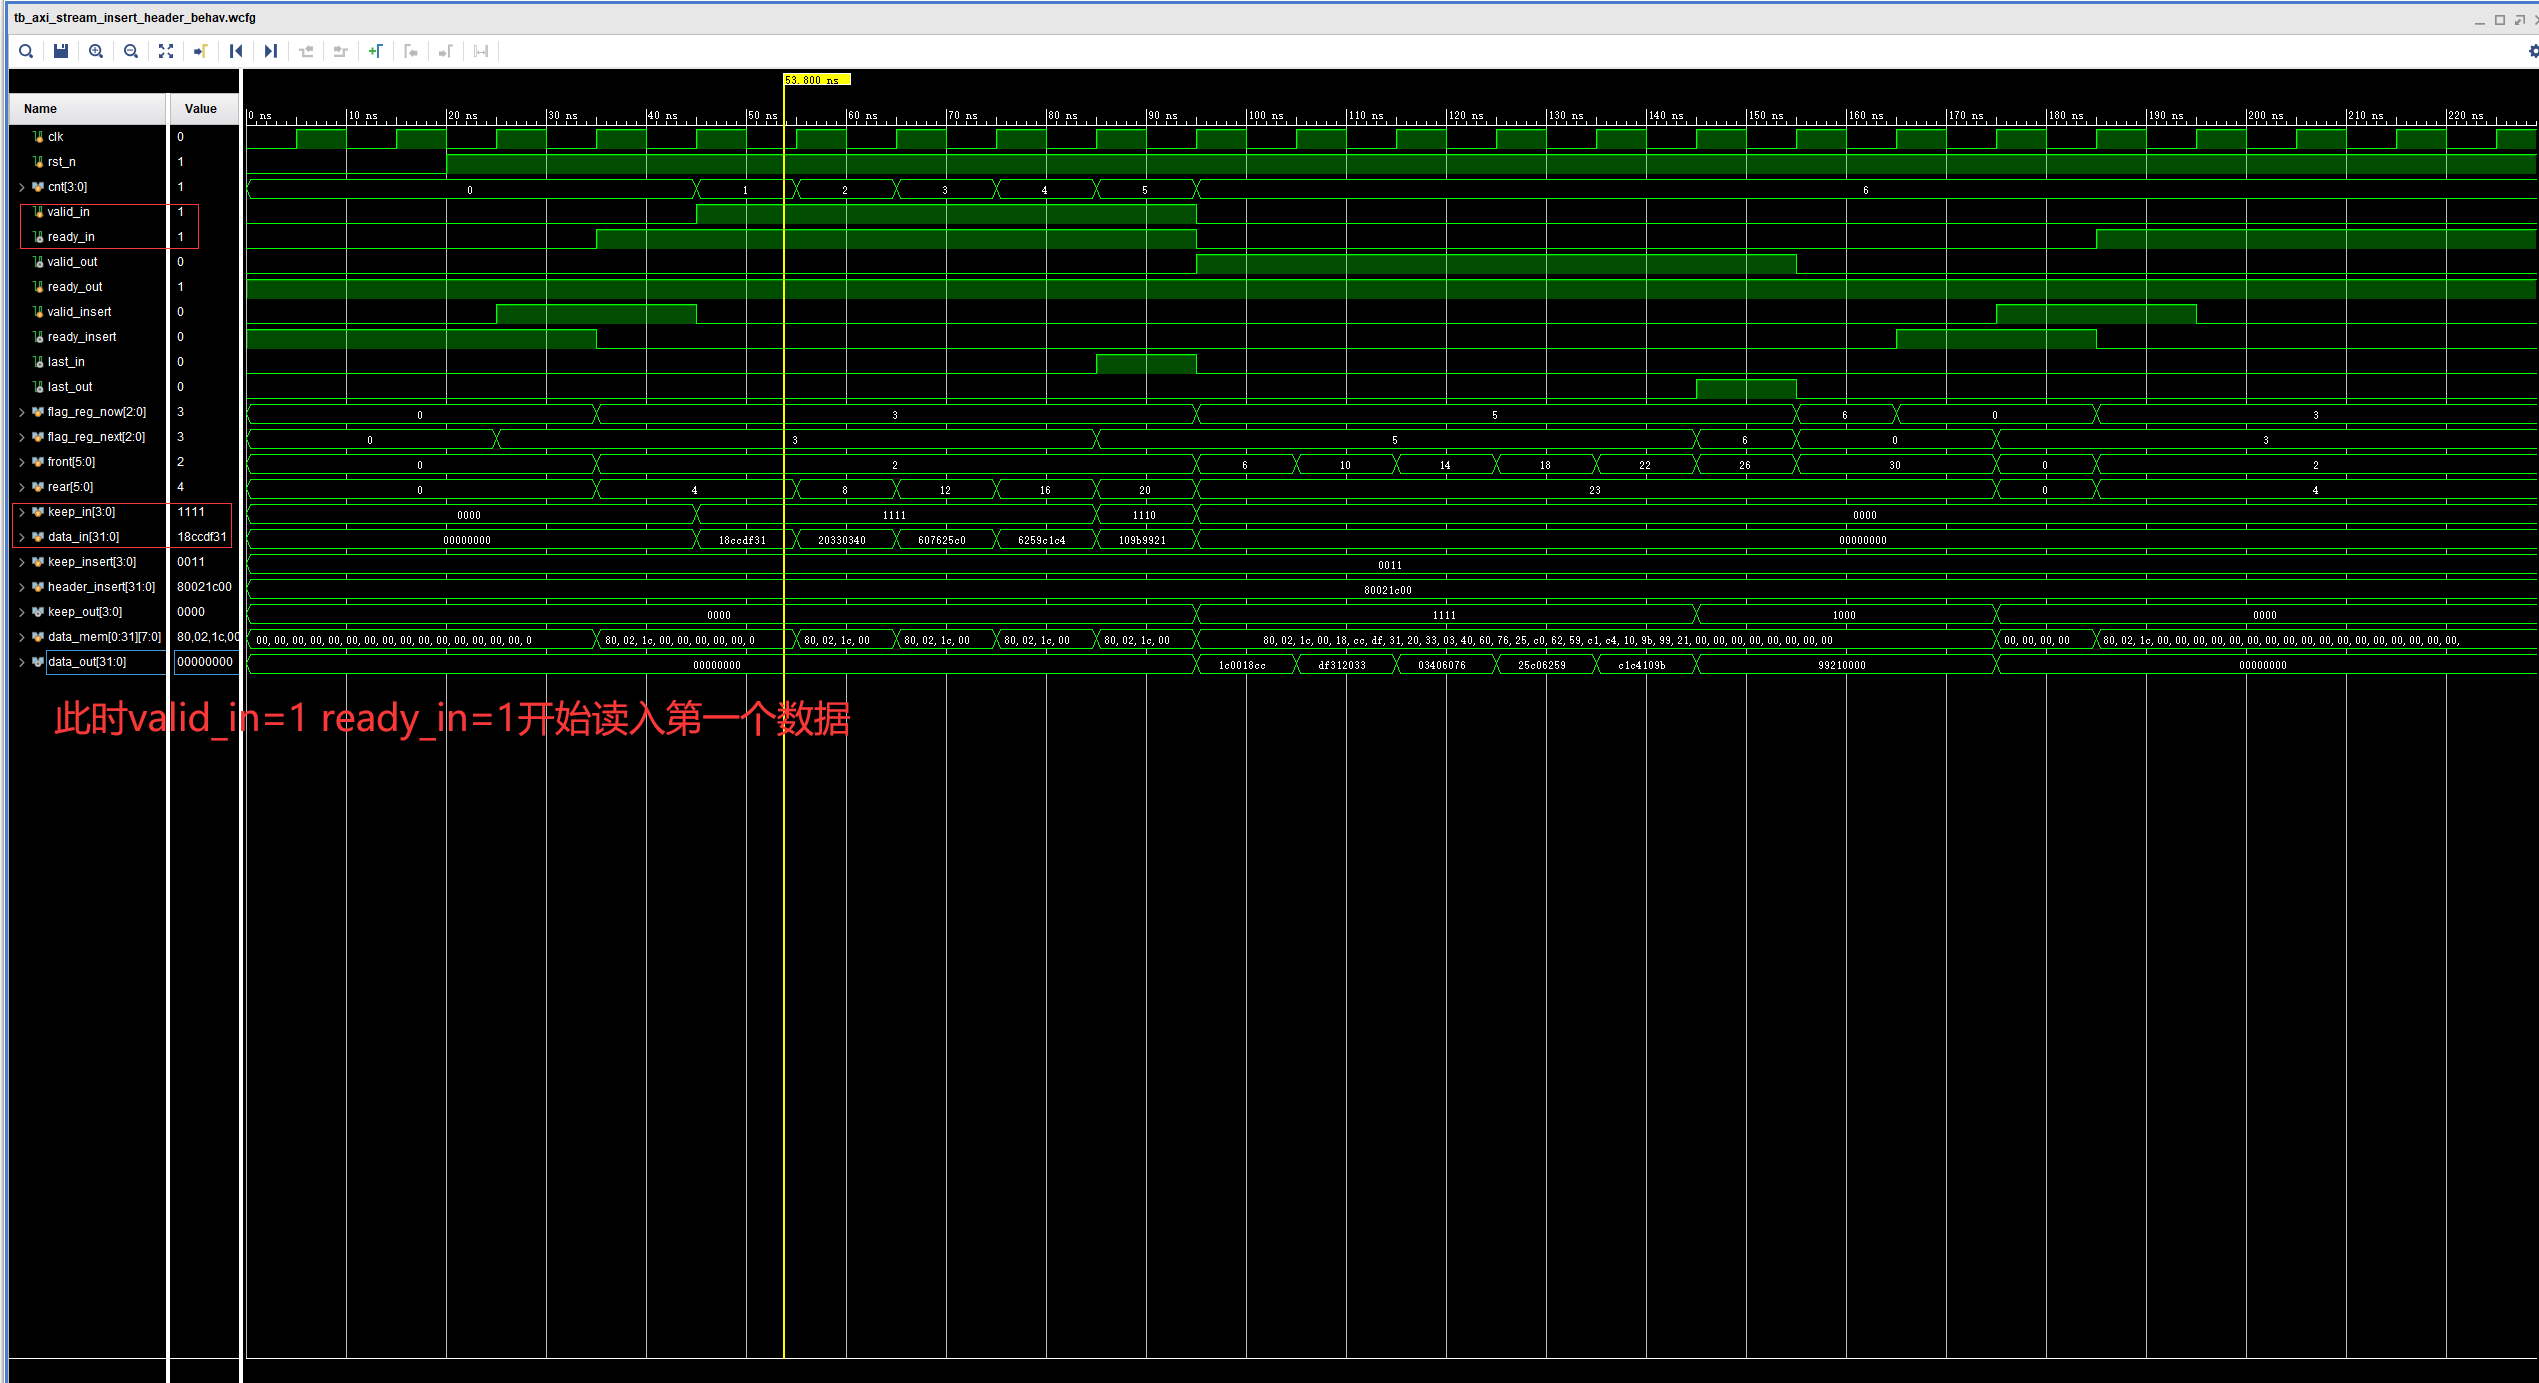 tb_axi_stream_insert_header_behav.wcfg
53.800 ns
Name Value
0 ns 10 ns 20 ns 30 ns 40 ns 50 ns 60 ns 70 ns 80 ns 90 ns 100 ns 110 ns 120 ns 130 ns 140 ns 150 ns 160 ns 170 ns 180 ns 190 ns 200 ns 210 ns 220 ns
clk 0
rst_n 1
cnt[3:0] 1 0 1 2 3 4 5 6
valid_in 1
ready_in 1
valid_out 0
ready_out 1
valid_insert 0
ready_insert 0
last_in 0
last_out 0
flag_reg_now[2:0] 3 0 3 5 6 0 3
flag_reg_next[2:0] 3 0 3 5 6 0 3
front[5:0] 2 0 2 6 10 14 18 22 26 30 0 2
rear[5:0] 4 0 4 8 12 16 20 23 0 4
keep_in[3:0] 1111 0000 1111 1110 0000
data_in[31:0] 18ccdf31 00000000 18ccdf31 20330340 607625c0 6259c1c4 109b9921 00000000
keep_insert[3:0] 0011 0011
header_insert[31:0] 80021c00 80021c00
keep_out[3:0] 0000 0000 1111 1000 0000
data_mem[0:31][7:0] 80,02,1c,00 00,00,00,00,00,00,00,00,00,00,00,00,00,00,00,0 80,02,1c,00,00,00,00,00,0 80,02,1c,00 80,02,1c,00 80,02,1c,00 80,02,1c,00 80,02,1c,00,18,cc,df,31,20,33,03,40,60,76,25,c0,62,59,c1,c4,10,9b,99,21,00,00,00,00,00,00,00,00 00,00,00,00 80,02,1c,00,00,00,00,00,00,00,00,00,00,00,00,00,00,00,00,00,
data_out[31:0] 00000000 00000000 1c0018cc df312033 03406076 25c06259 c1c4109b 99210000 00000000
此时valid_in=1 ready_in=1开始读入第一个数据